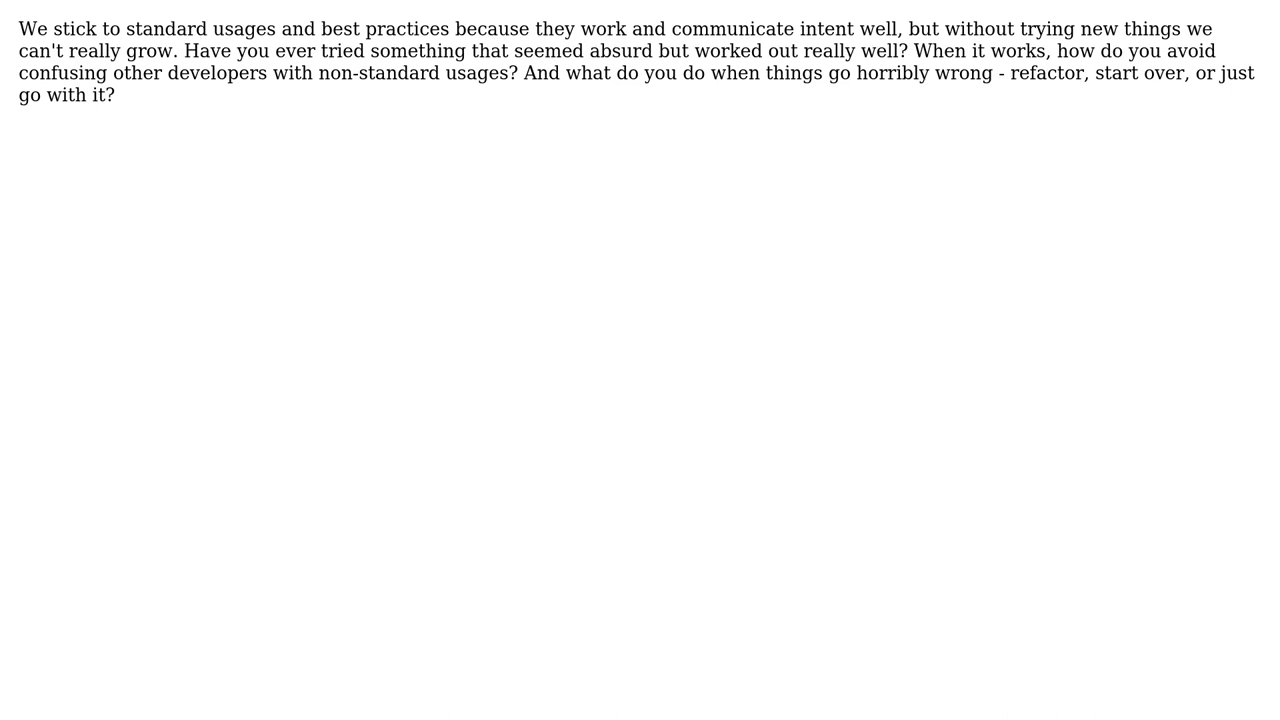 We stick to standard usages and best practices because they work and communicate intent well, but without trying new things we
can't really grow. Have you ever tried something that seemed absurd but worked out really well? When it works, how do you avoid
confusing other developers with non-standard usages? And what do you do when things go horribly wrong - refactor, start over, or just
go with it?